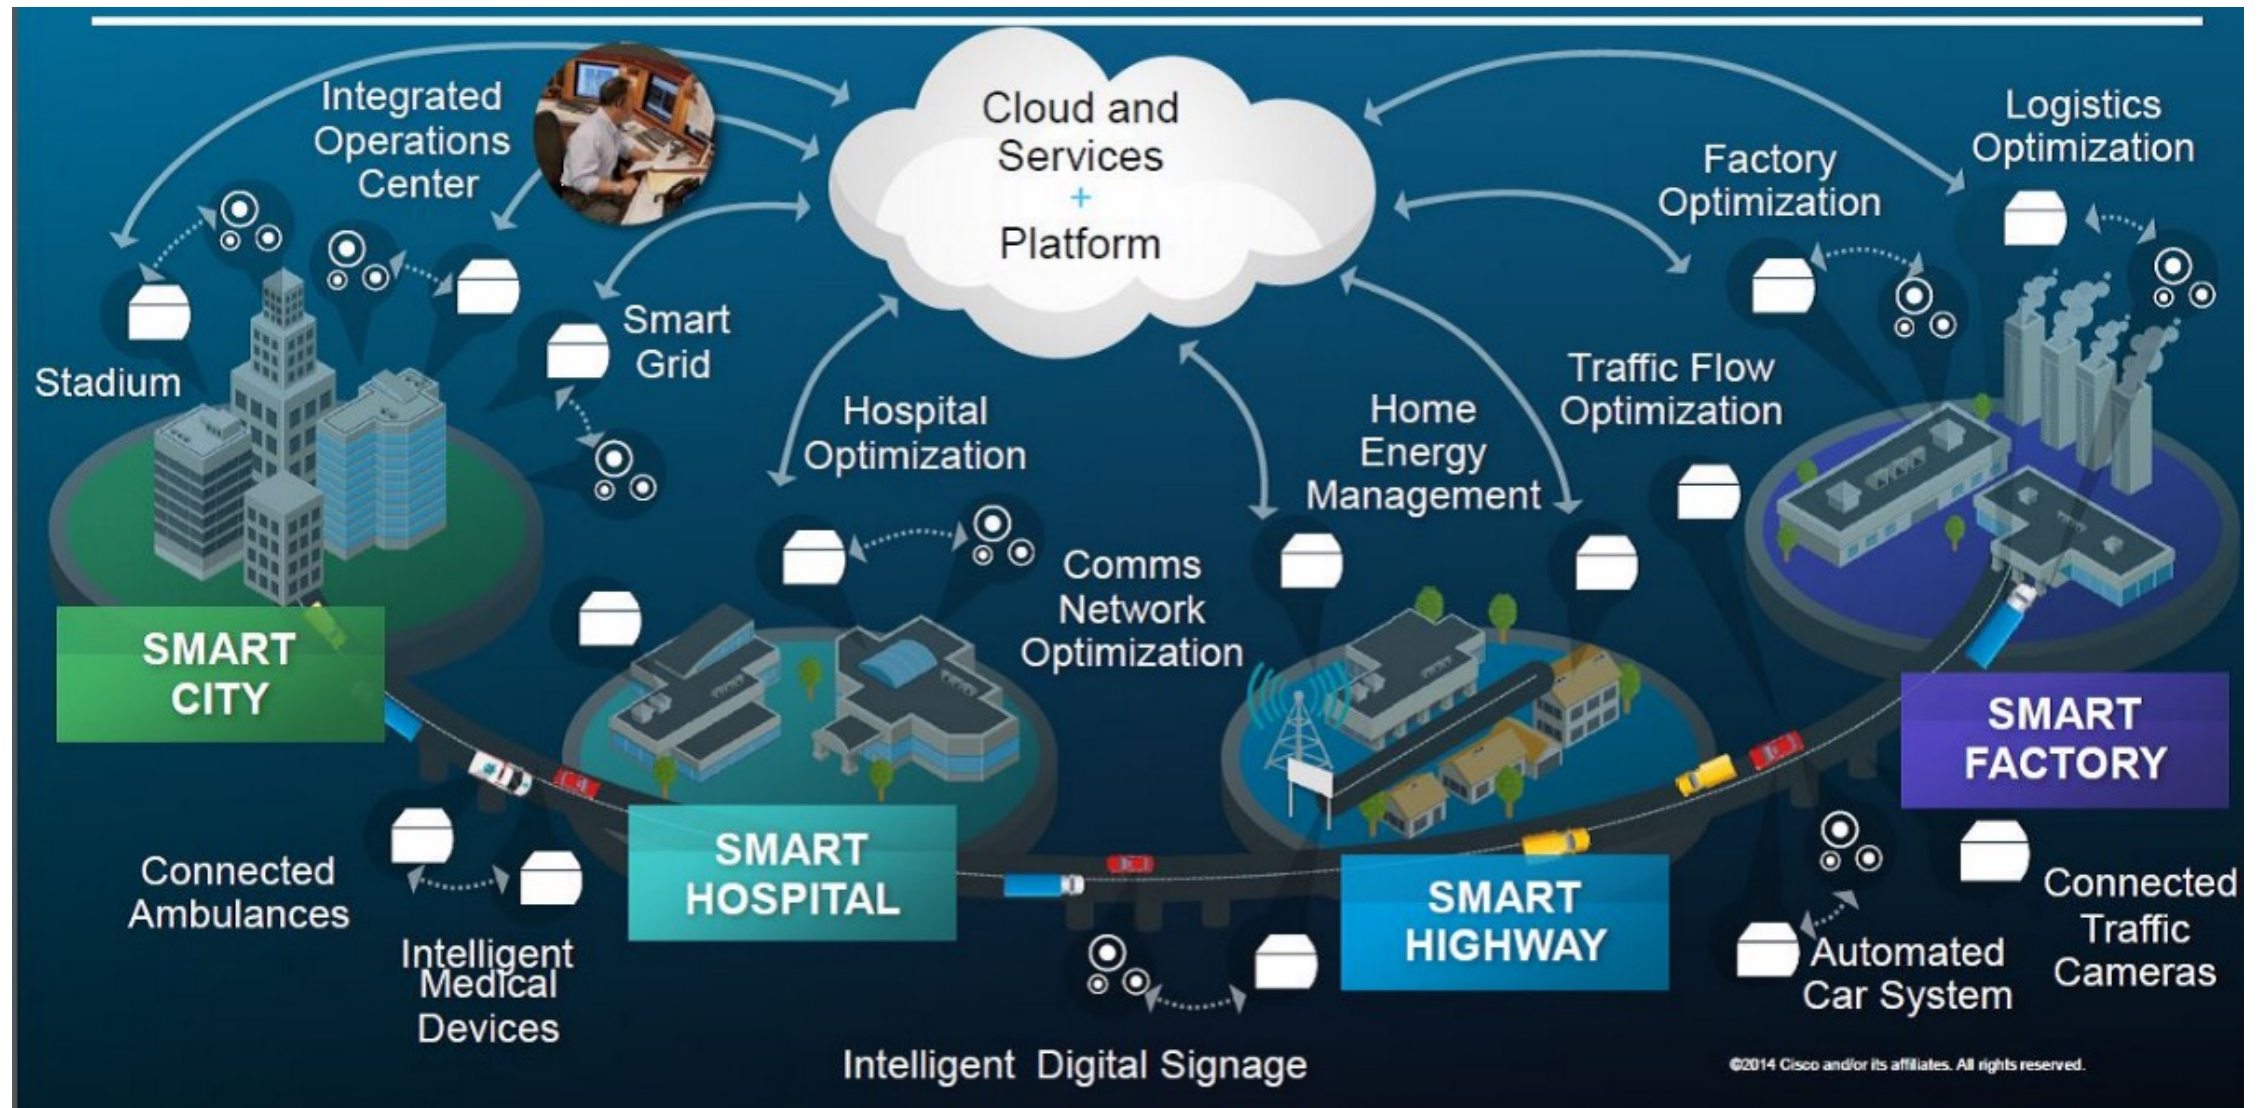 Integrated
Operations
Center
Cloud and
Services
+
Platform
Logistics
Optimization
Factory
Optimization
Stadium
Smart
Grid
Hospital
Optimization
Home
Energy
Management
Traffic Flow
Optimization
Comms
Network
Optimization
SMART
CITY
SMART
HOSPITAL
SMART
HIGHWAY
SMART
FACTORY
Connected
Ambulances
Intelligent
Medical
Devices
Intelligent Digital Signage
Automated
Car System
Connected
Traffic
Cameras
©2014 Cisco and/or its affiliates. All rights reserved.